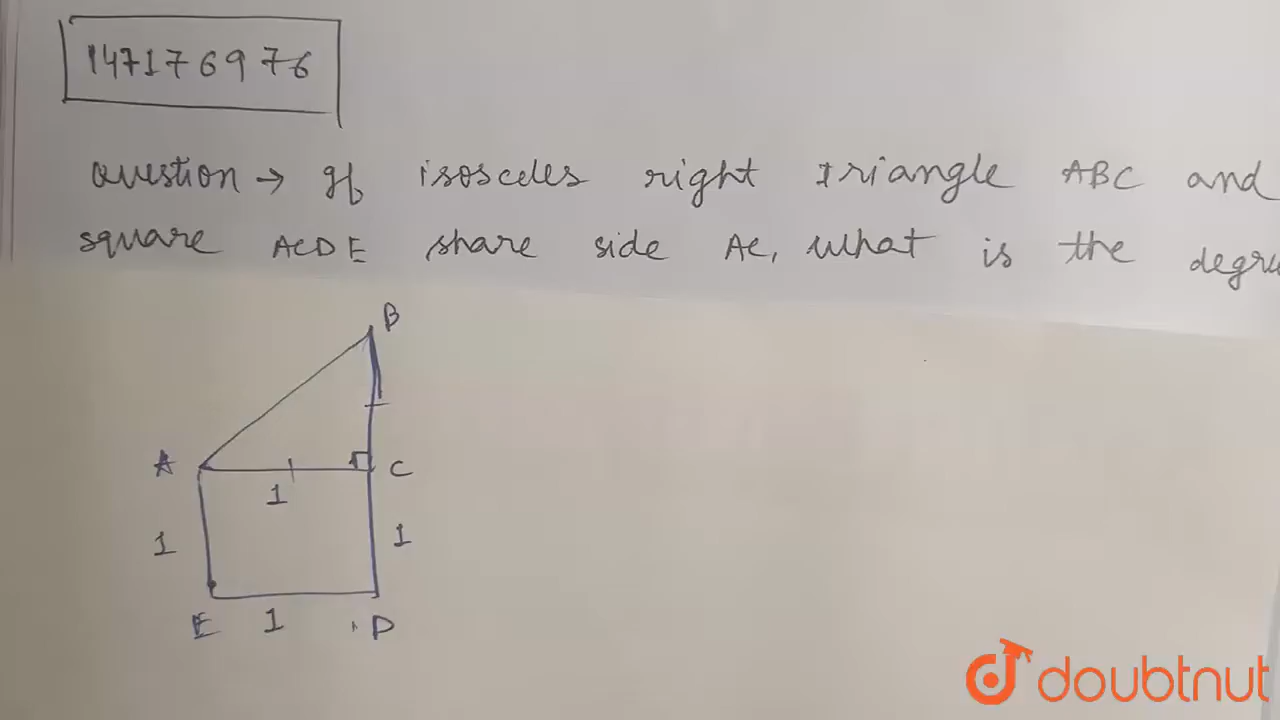 147176976
Question → If isosceles right triangle ABC and
square ACDE share side AC, what is the
B
A
C
1
1
1
E
1
D
doubtnut